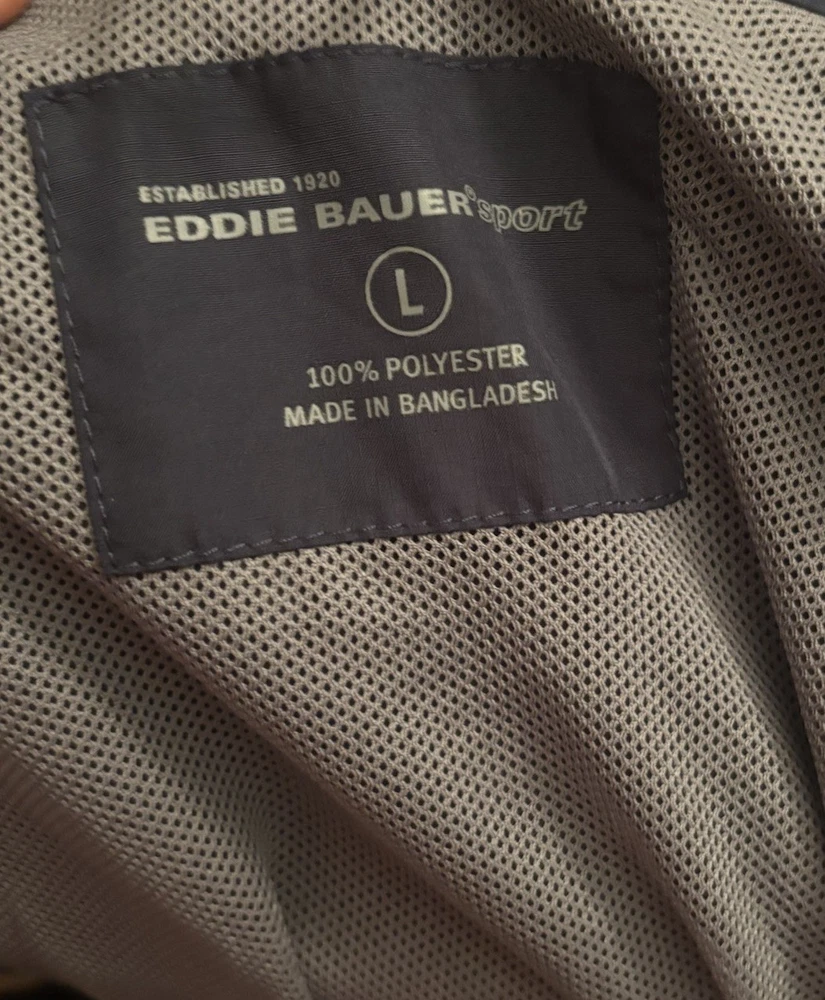 ESTABLISHED 1920
EDDIE BAUER® sport
L
100% POLYESTER
MADE IN BANGLADESH